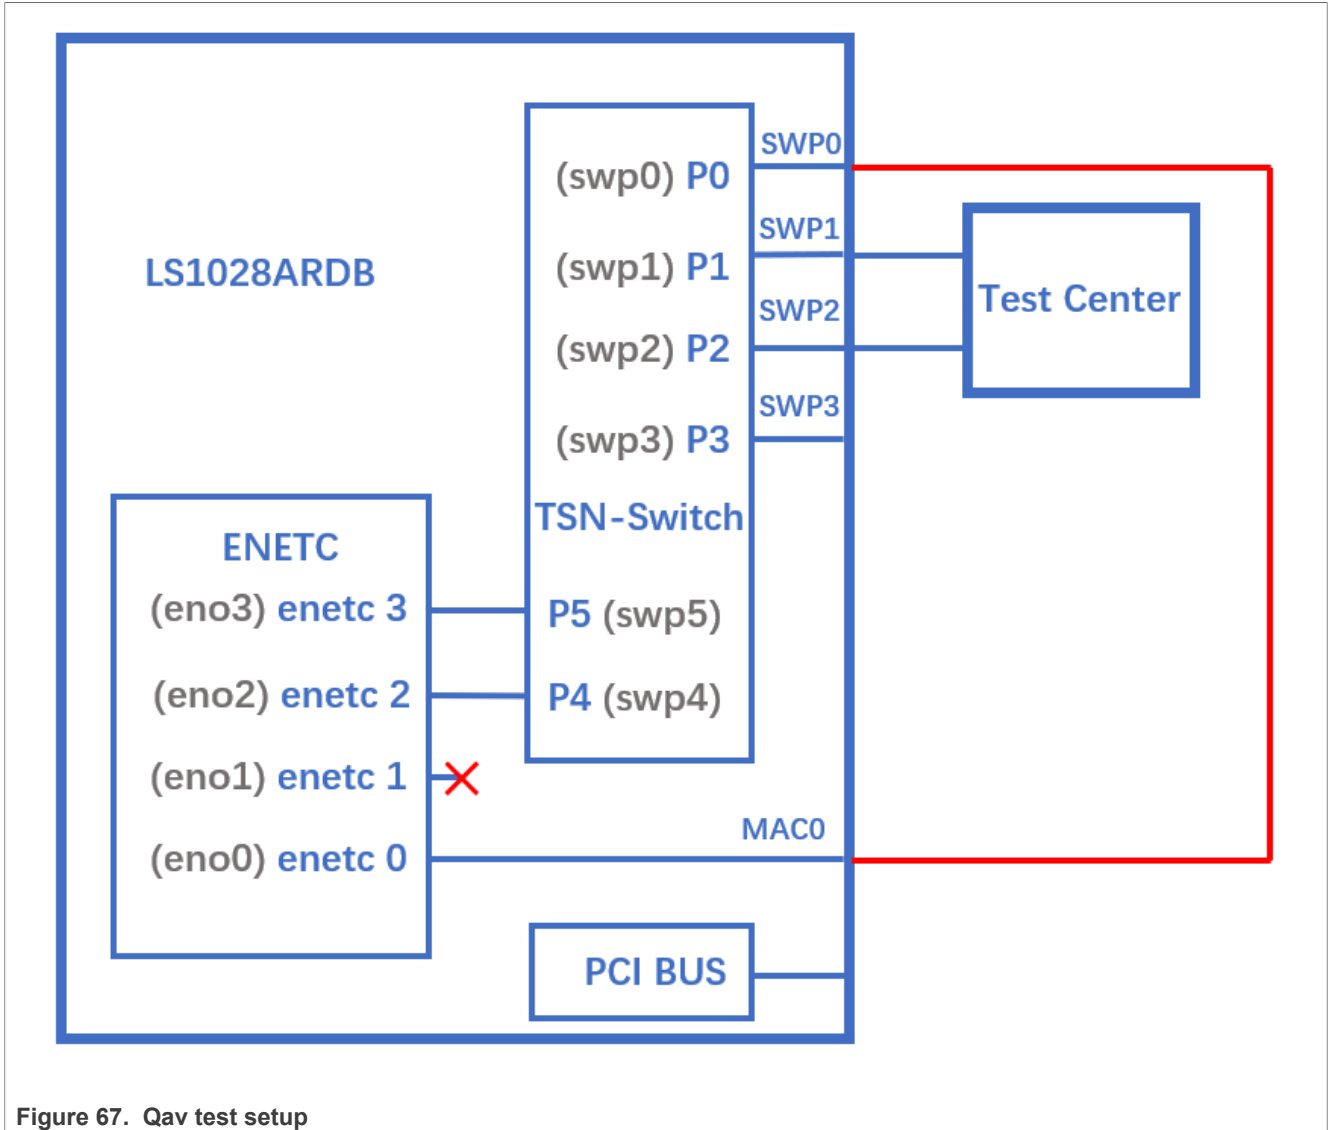 SWP0
(swp0) P0
SWP1
(swp1) P1
LS1028ARDB
Test Center
SWP2
(swp2) P2
SWP3
(swp3) P3
TSN-Switch
ENETC
(eno3) enetc 3
P5 (swp5)
(eno2) enetc 2
P4 (swp4)
(eno1) enetc 1
MAC0
(eno0) enetc 0
PCI BUS
Figure 67. Qav test setup